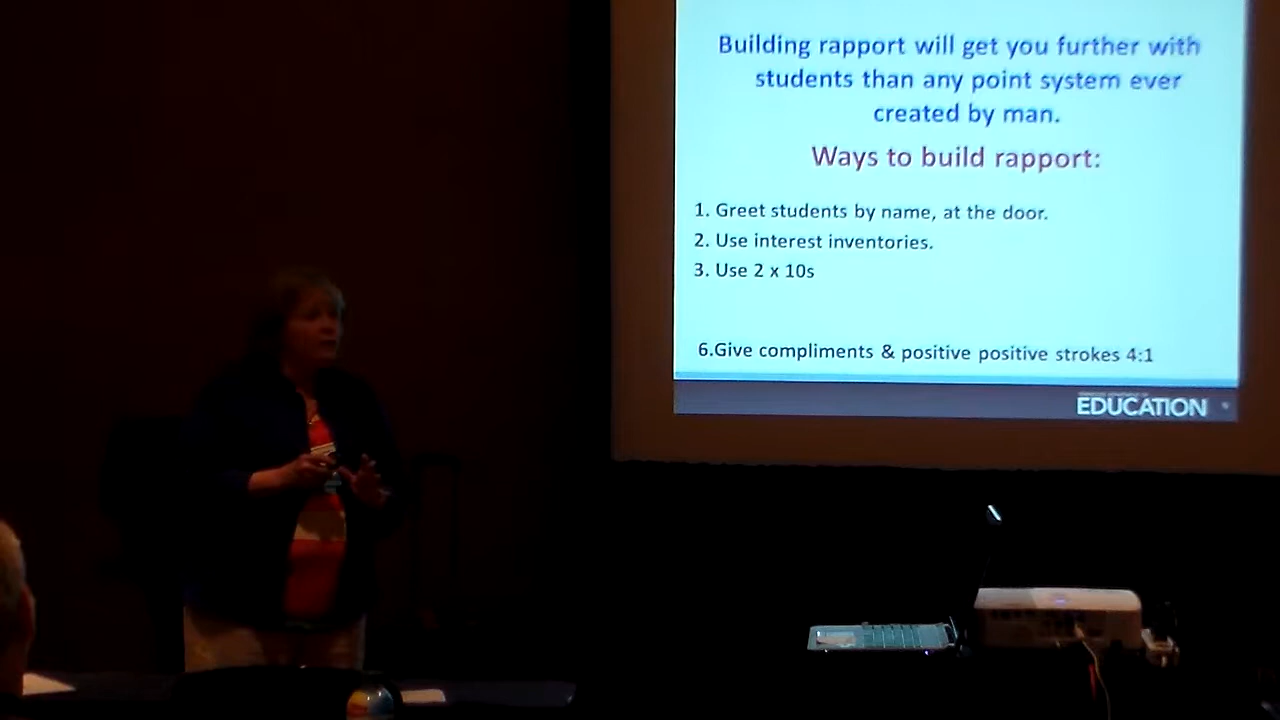 Building rapport will get you further with
students than any point system ever
created by man.
Ways to build rapport:
1. Greet students by name, at the door.
2. Use interest inventories.
3. Use 2 x 10s
6.Give compliments & positive positive strokes 4:1
EDUCATION